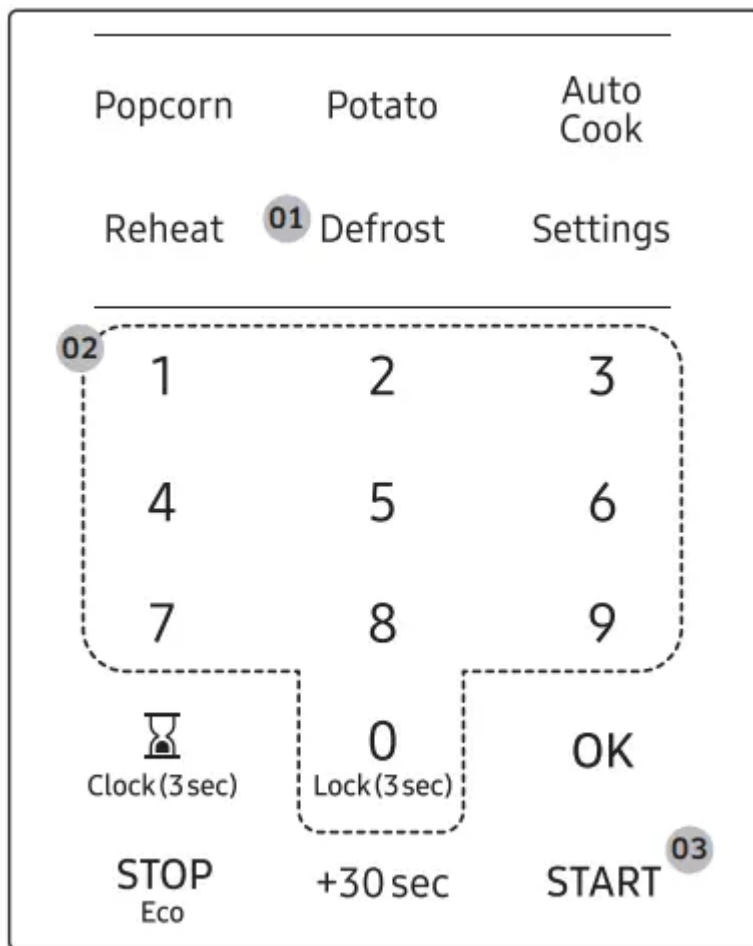 Popcorn Potato Auto Cook
Reheat 01 Defrost Settings
02
1 2 3
4 5 6
7 8 9
0 OK
Clock(3 sec) Lock(3 sec)
STOP +30 sec START 03
Eco